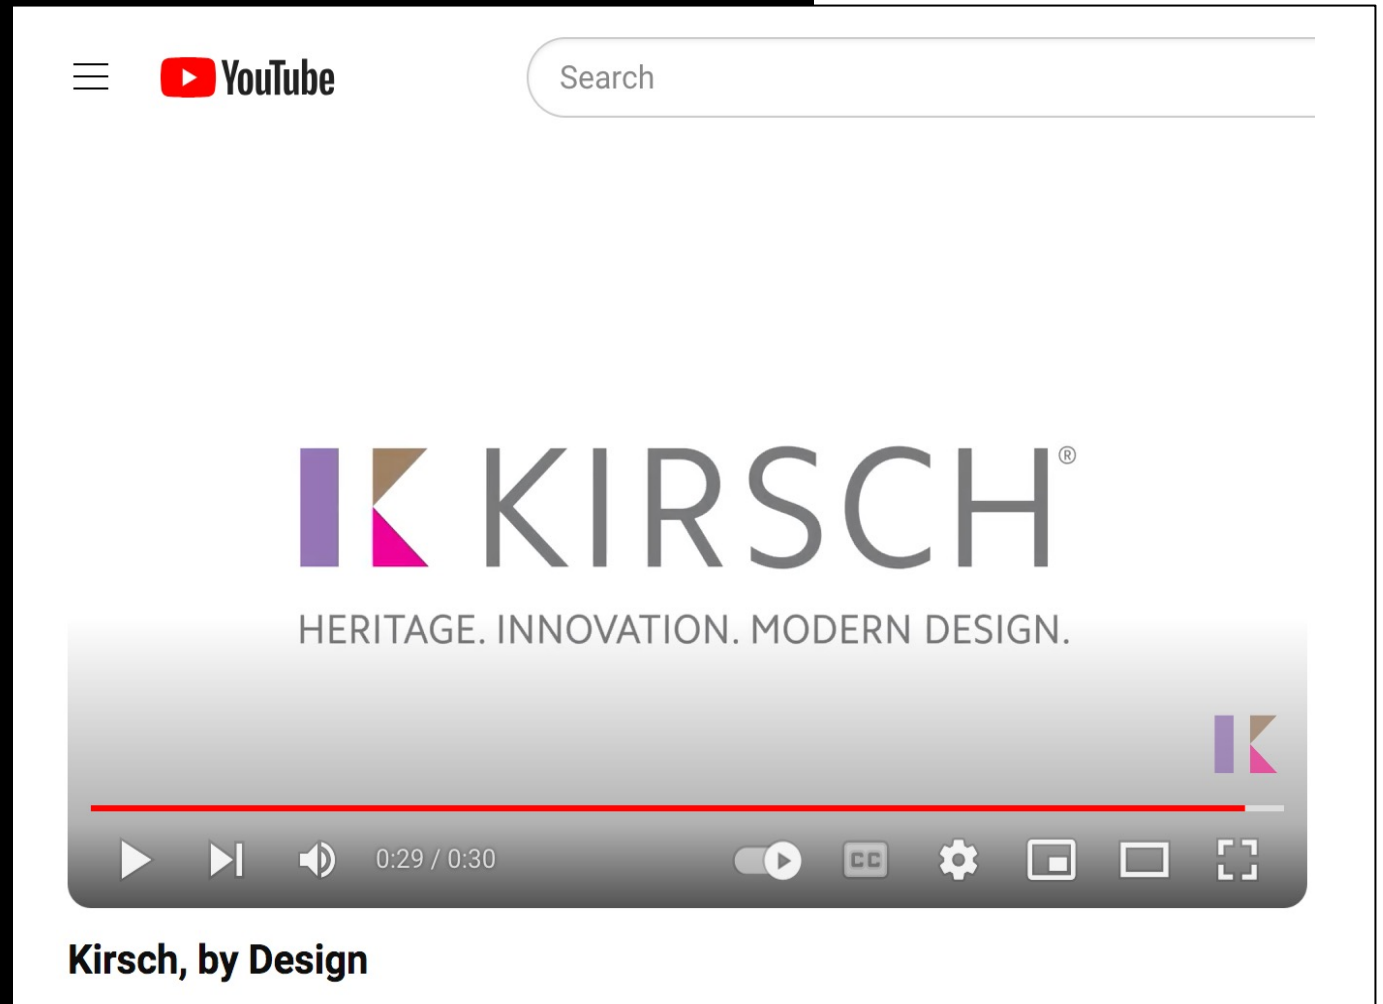 YouTube
Search
KIRSCH®
HERITAGE. INNOVATION. MODERN DESIGN.
0:29 / 0:30
CC
Kirsch, by Design